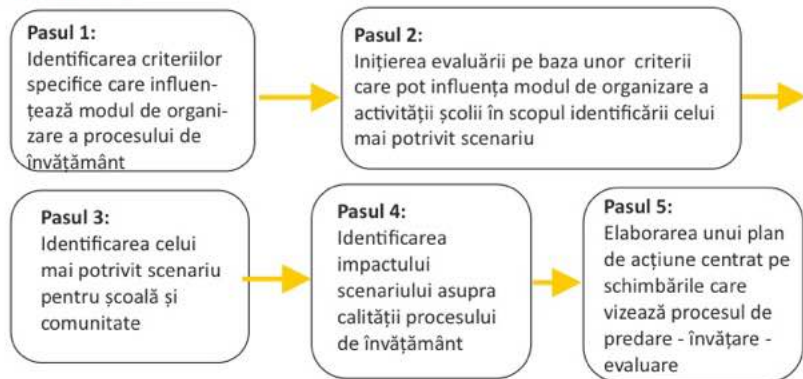 Pasul 1:
Identificarea criteriilor
specifice care influen-
țează modul de organi-
zare a procesului de
învățământ
Pasul 2:
Inițierea evaluării pe baza unor criterii
care pot influența modul de organizare a
activității școlii în scopul identificării celui
mai potrivit scenariu
Pasul 3:
Identificarea celui
mai potrivit scenariu
pentru școală și
comunitate
Pasul 4:
Identificarea
impactului
scenariului asupra
calității procesului
de învățământ
Pasul 5:
Elaborarea unui plan
de acțiune centrat pe
schimbările care
vizează procesul de
predare - învățare -
evaluare